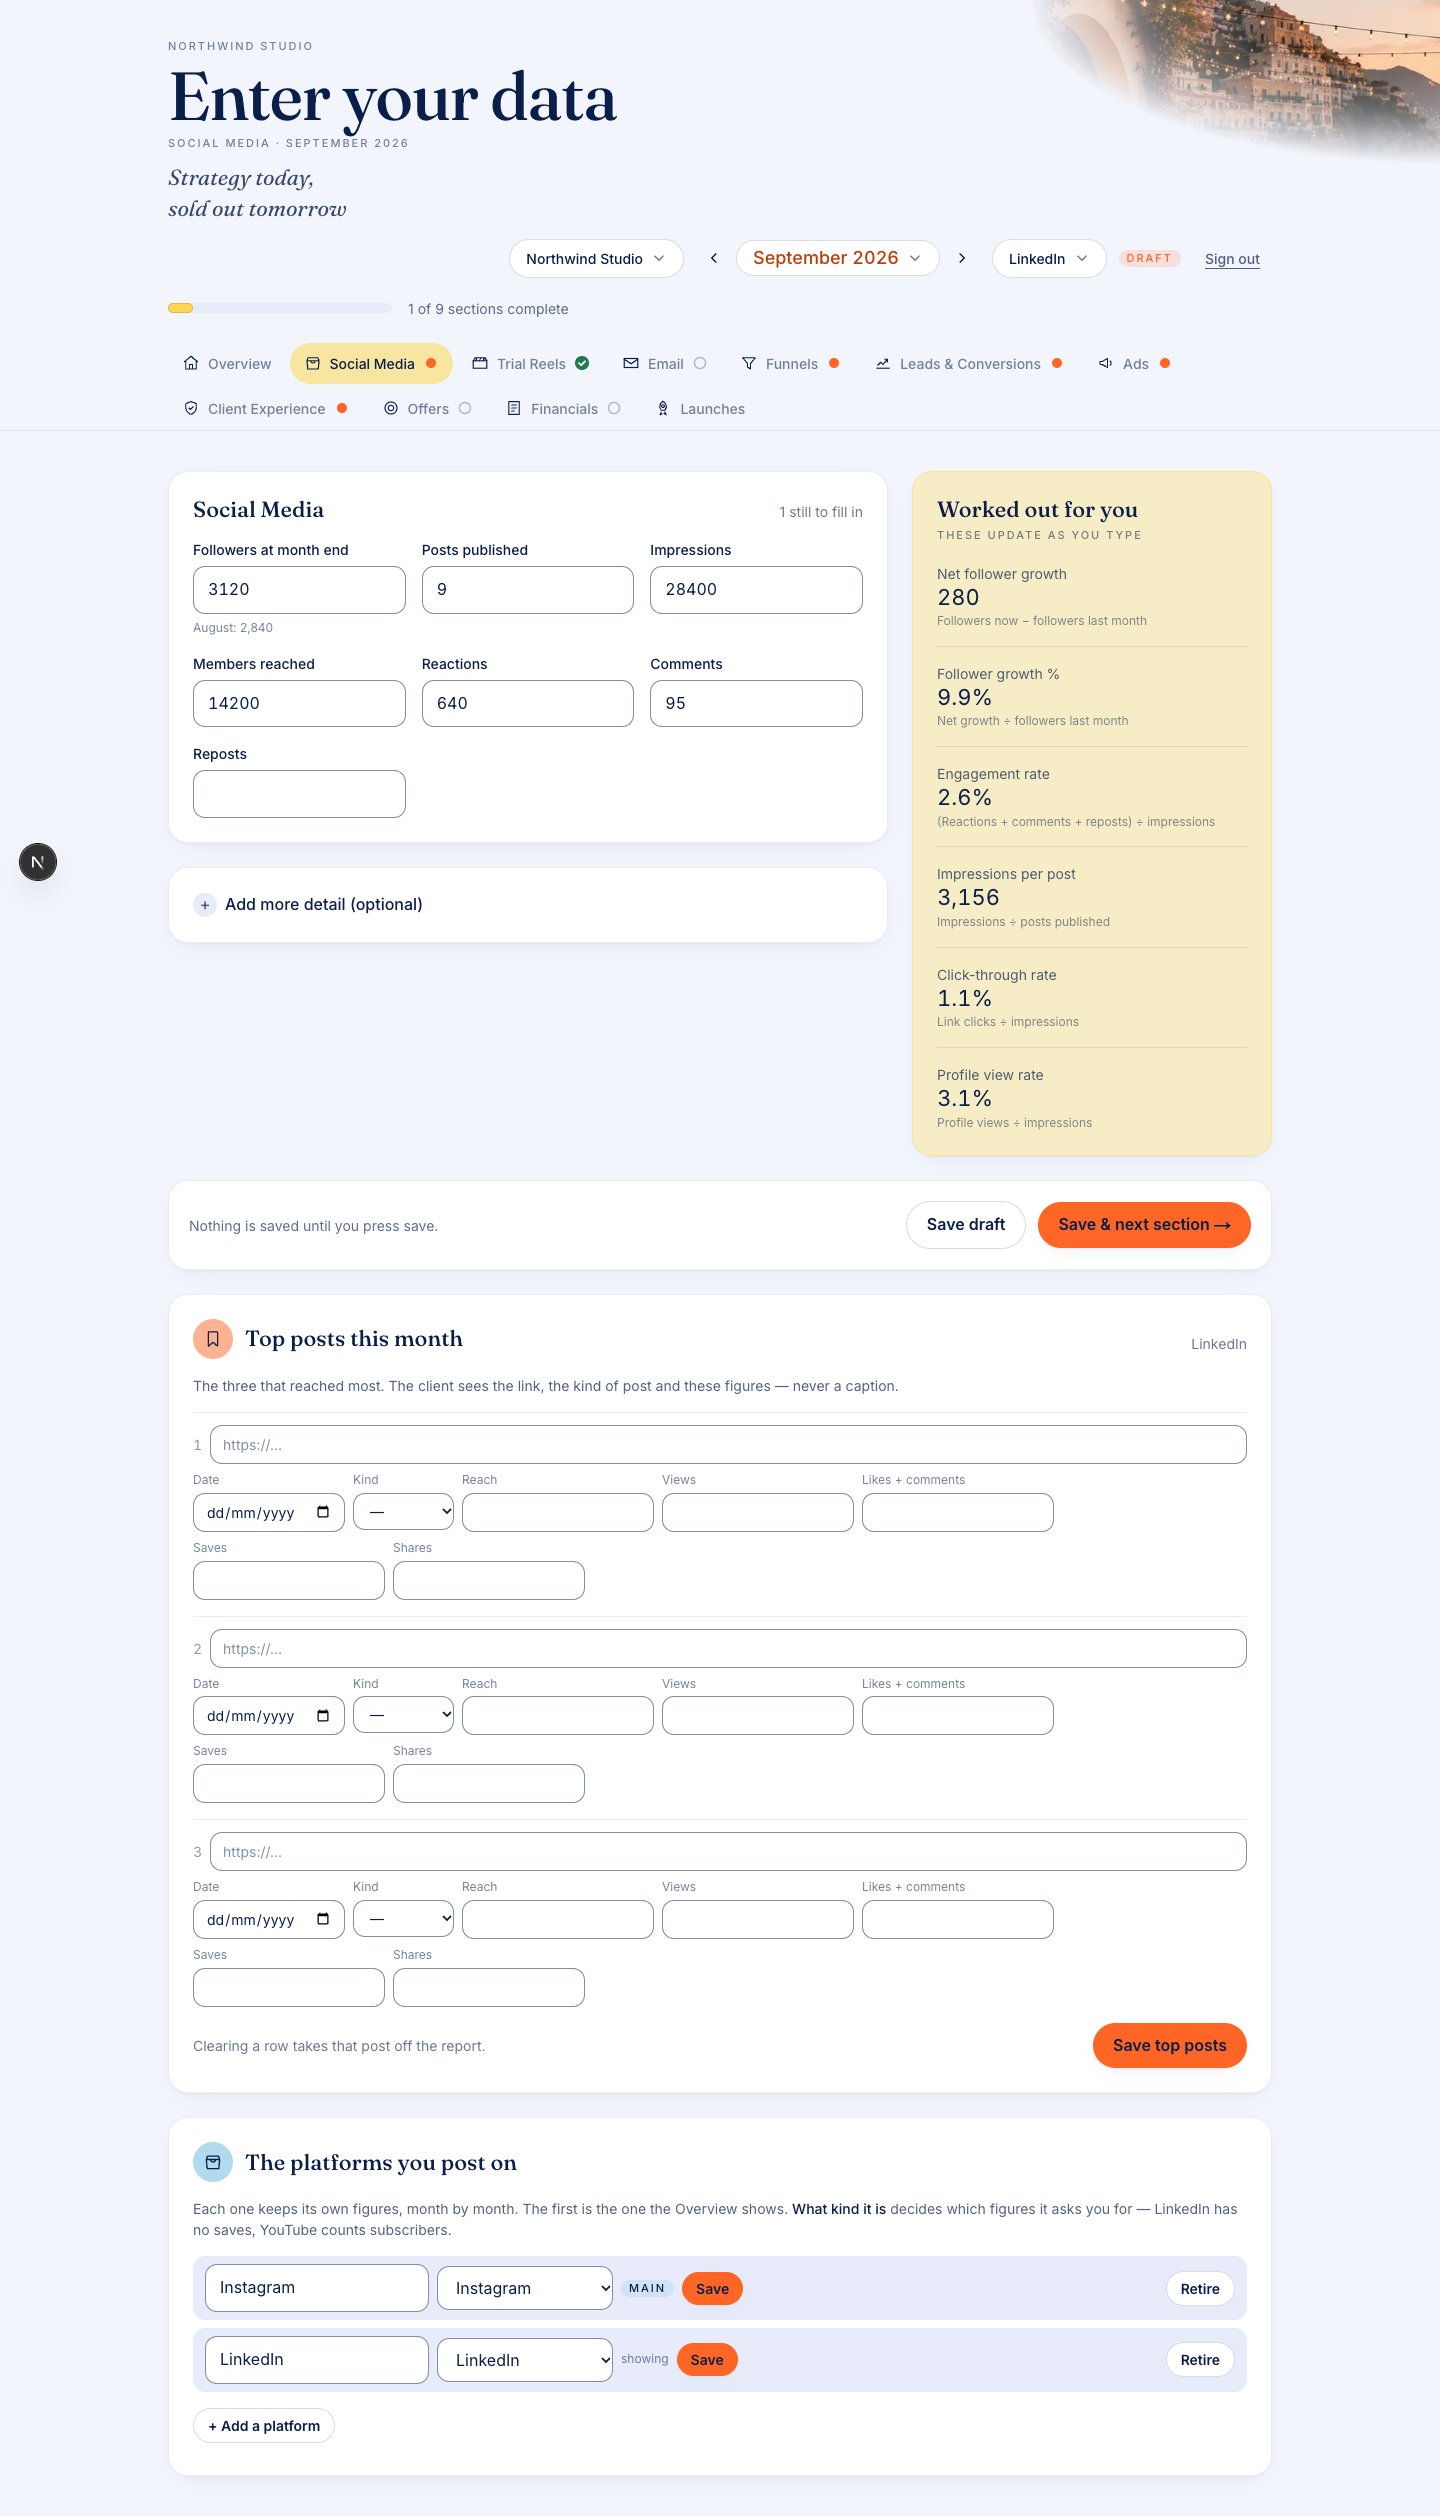 NORTHWIND STUDIO
Enter your data
SOCIAL MEDIA · SEPTEMBER 2026
Strategy today,
sold out tomorrow
Northwind Studio
September 2026
LinkedIn
DRAFT
Sign out
1 of 9 sections complete
Overview
Social Media
Trial Reels
Email
Funnels
Leads & Conversions
Ads
Client Experience
Offers
Financials
Launches
Social Media
1 still to fill in
Followers at month end
Posts published
Impressions
3120
9
28400
August: 2,840
Members reached
Reactions
Comments
14200
640
95
Reposts
+ Add more detail (optional)
Worked out for you
THESE UPDATE AS YOU TYPE
Net follower growth
280
Followers now − followers last month
Follower growth %
9.9%
Net growth ÷ followers last month
Engagement rate
2.6%
(Reactions + comments + reposts) ÷ impressions
Impressions per post
3,156
Impressions ÷ posts published
Click-through rate
1.1%
Link clicks ÷ impressions
Profile view rate
3.1%
Profile views ÷ impressions
N
Nothing is saved until you press save.
Save draft
Save & next section →
Top posts this month
LinkedIn
The three that reached most. The client sees the link, the kind of post and these figures — never a caption.
1 https://...
Date Kind Reach Views Likes + comments
dd/mm/yyyy —
Saves Shares
2 https://...
Date Kind Reach Views Likes + comments
dd/mm/yyyy —
Saves Shares
3 https://...
Date Kind Reach Views Likes + comments
dd/mm/yyyy —
Saves Shares
Clearing a row takes that post off the report.
Save top posts
The platforms you post on
Each one keeps its own figures, month by month. The first is the one the Overview shows. What kind it is decides which figures it asks you for — LinkedIn has
no saves, YouTube counts subscribers.
Instagram Instagram MAIN Save Retire
LinkedIn LinkedIn showing Save Retire
+ Add a platform